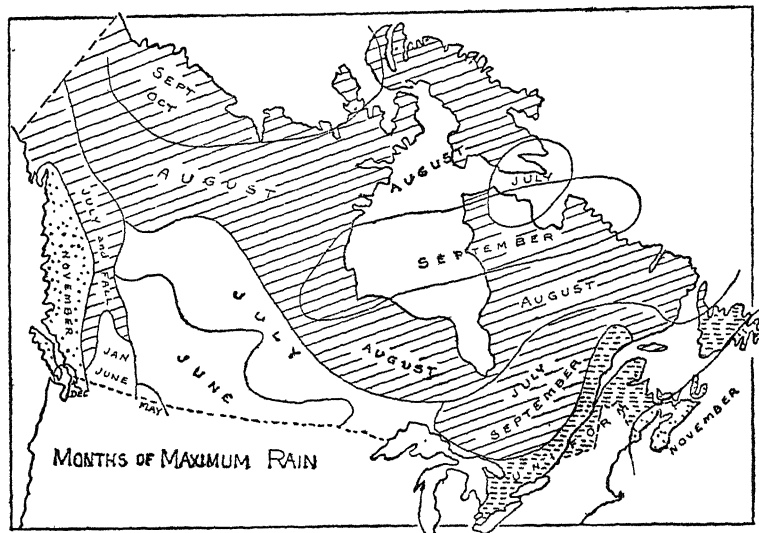 SEPT
OCT
AUGUST
AUGUST
JULY
JULY and FALL
NOVEMBER
SEPTEMBER
AUGUST
JULY
JUNE
AUGUST
JAN
JUNE
DEC
MAY
JULY
SEPTEMBER
UNIFORM
NOVEMBER
MONTHS OF MAXIMUM RAIN